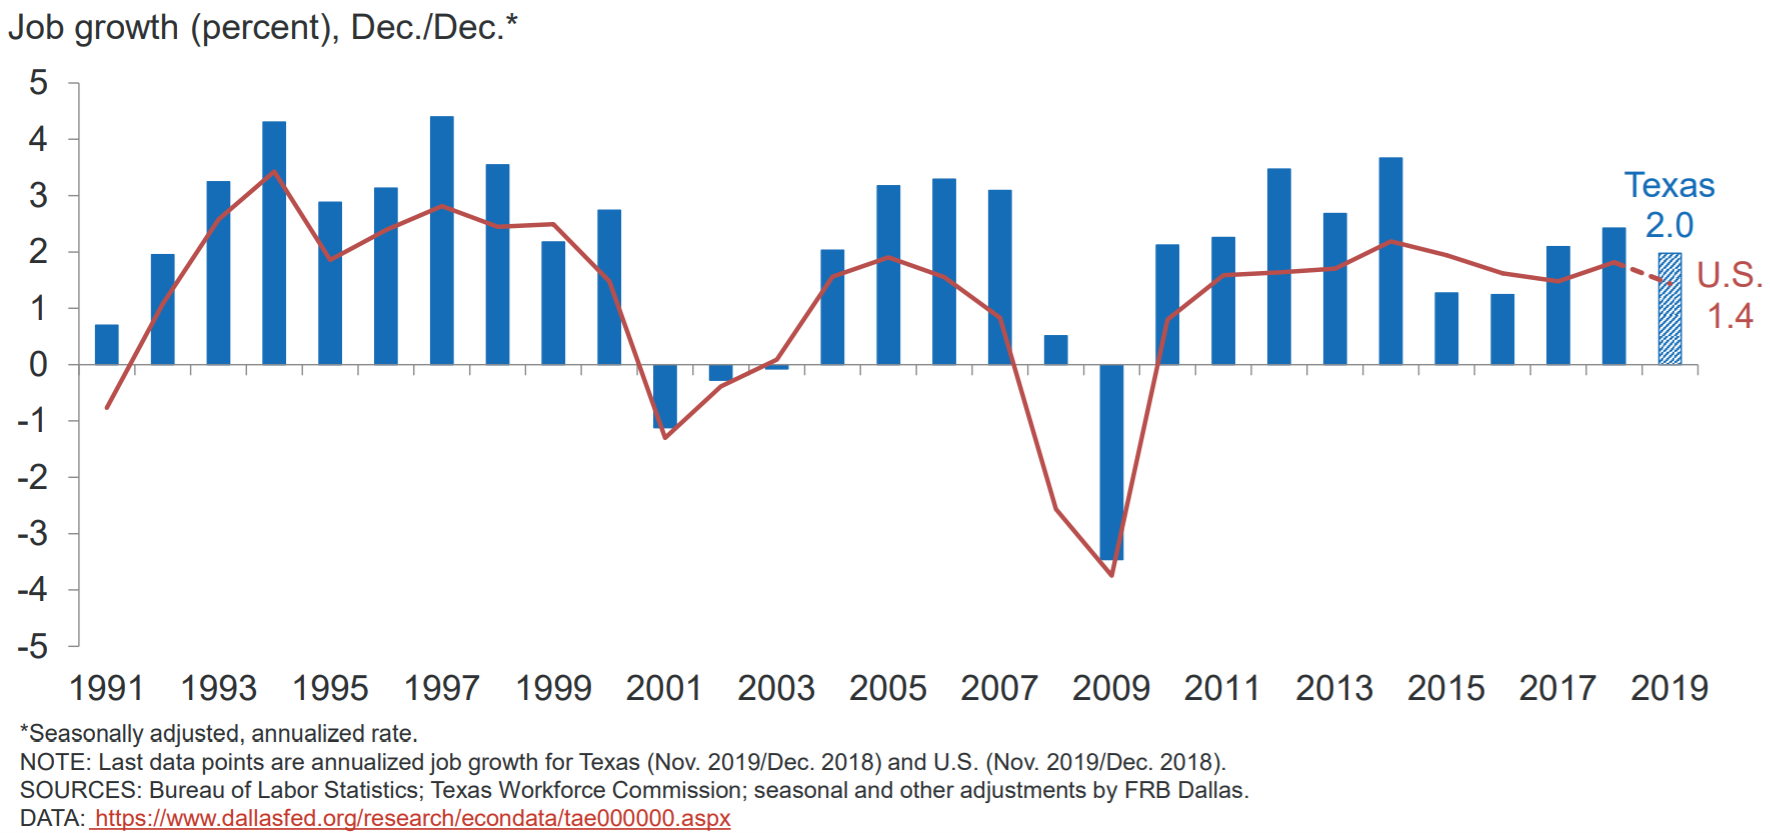 Job growth (percent), Dec./Dec.*
5
4
3
2
1
0
-1
-2
-3
-4
-5
Texas
2.0
U.S.
1.4
1991 1993 1995 1997 1999 2001 2003 2005 2007 2009 2011 2013 2015 2017 2019
*Seasonally adjusted, annualized rate.
NOTE: Last data points are annualized job growth for Texas (Nov. 2019/Dec. 2018) and U.S. (Nov. 2019/Dec. 2018).
SOURCES: Bureau of Labor Statistics; Texas Workforce Commission; seasonal and other adjustments by FRB Dallas.
DATA: https://www.dallasfed.org/research/econdata/tae000000.aspx